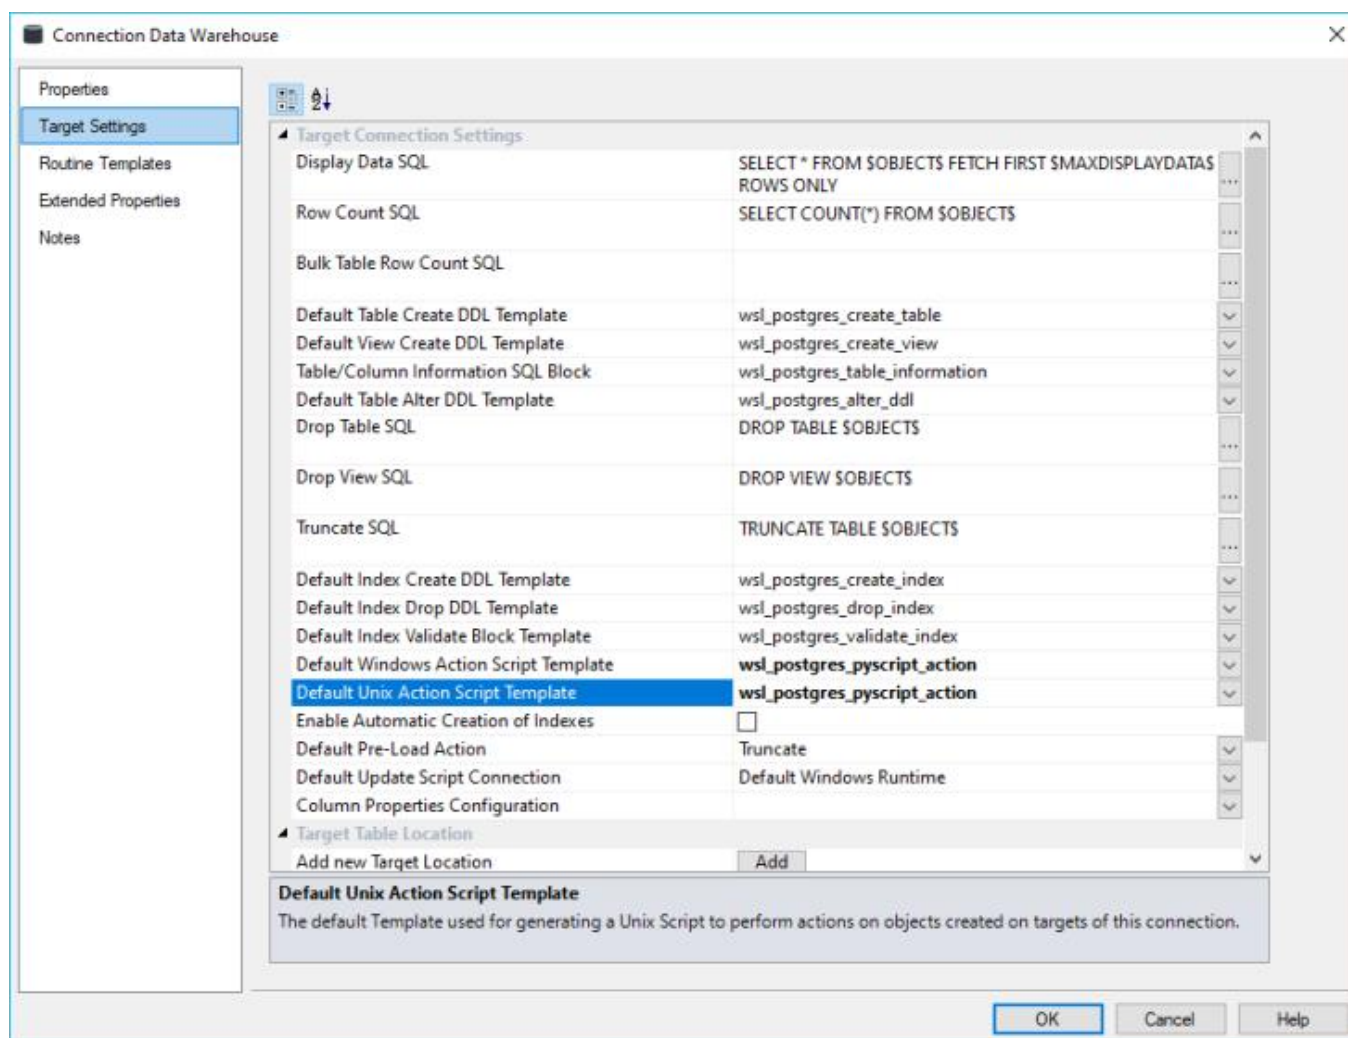 Connection Data Warehouse
Properties
Target Settings
Routine Templates
Extended Properties
Notes
Target Connection Settings
Display Data SQL SELECT * FROM $OBJECT$ FETCH FIRST $MAXDISPLAYDATA$
ROWS ONLY
...
Row Count SQL SELECT COUNT(*) FROM $OBJECT$
...
Bulk Table Row Count SQL
...
Default Table Create DDL Template wsl_postgres_create_table
Default View Create DDL Template wsl_postgres_create_view
Table/Column Information SQL Block wsl_postgres_table_information
Default Table Alter DDL Template wsl_postgres_alter_ddl
Drop Table SQL DROP TABLE $OBJECT$
...
Drop View SQL DROP VIEW $OBJECT$
...
Truncate SQL TRUNCATE TABLE $OBJECT$
...
Default Index Create DDL Template wsl_postgres_create_index
Default Index Drop DDL Template wsl_postgres_drop_index
Default Index Validate Block Template wsl_postgres_validate_index
Default Windows Action Script Template wsl_postgres_pyscript_action
Default Unix Action Script Template wsl_postgres_pyscript_action
Enable Automatic Creation of Indexes
Default Pre-Load Action Truncate
Default Update Script Connection Default Windows Runtime
Column Properties Configuration
Target Table Location
Add new Target Location Add
Default Unix Action Script Template
The default Template used for generating a Unix Script to perform actions on objects created on targets of this connection.
OK Cancel Help